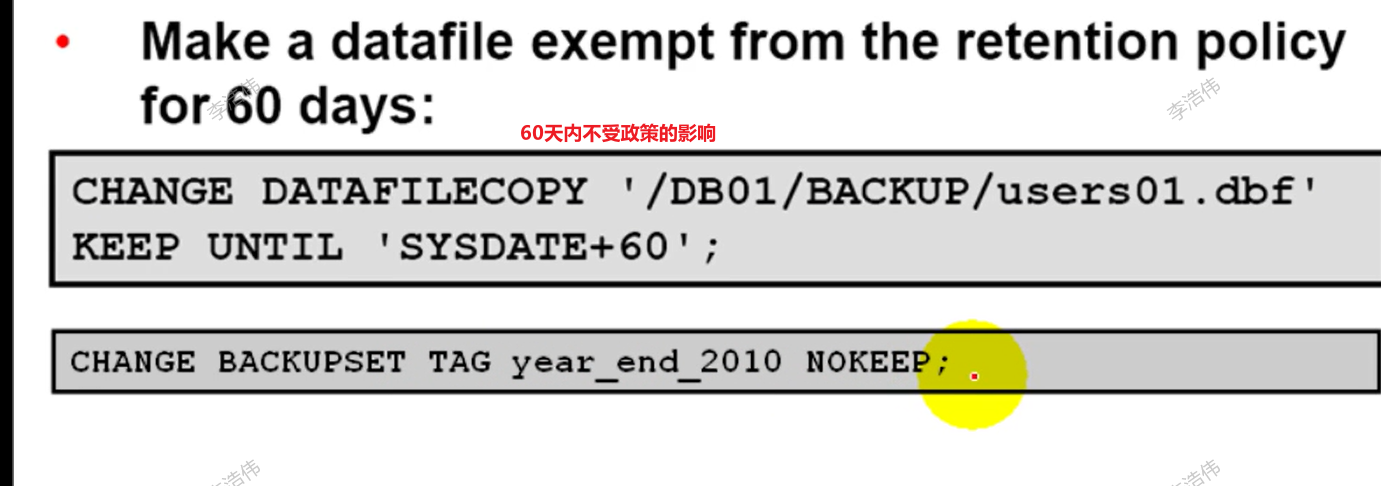 • Make a datafile exempt from the retention policy
for 60 days:
李浩伟
李浩伟
60天内不受政策的影响
CHANGE DATAFILECOPY '/DB01/BACKUP/users01.dbf'
KEEP UNTIL 'SYSDATE+60';
CHANGE BACKUPSET TAG year_end_2010 NOKEEP;
李浩伟
李浩伟